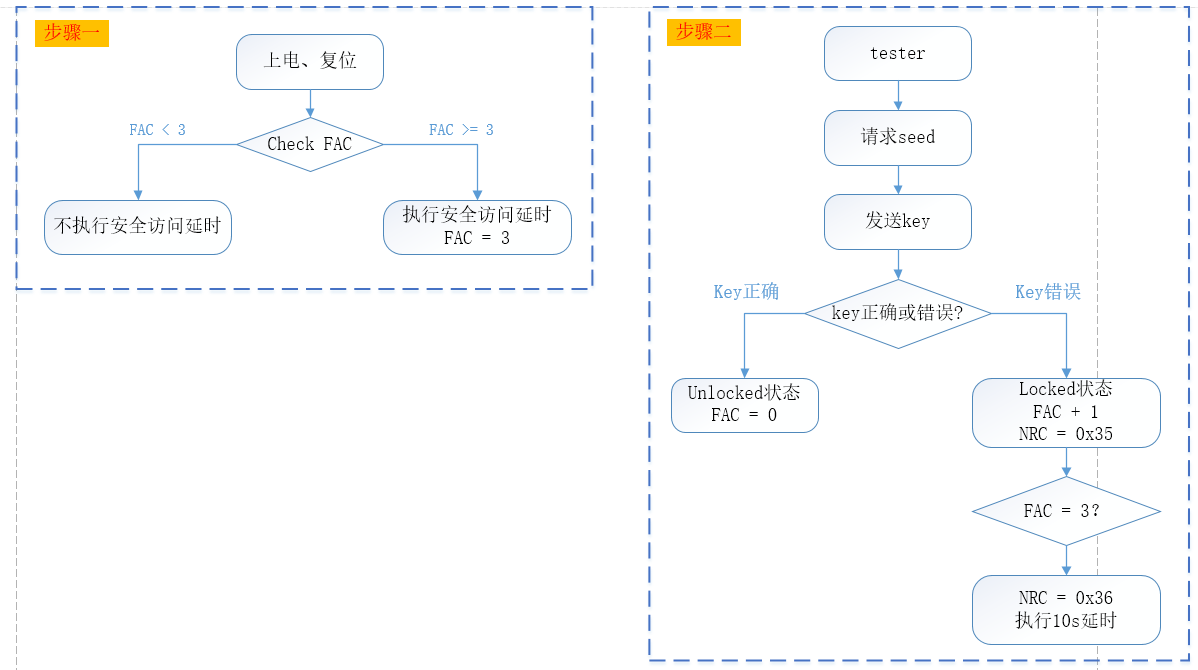 步骤一
上电、复位
FAC < 3
FAC >= 3
Check FAC
不执行安全访问延时
执行安全访问延时
FAC = 3
步骤二
tester
请求seed
发送key
Key正确
Key错误
key正确或错误?
Unlocked状态
FAC = 0
Locked状态
FAC + 1
NRC = 0x35
FAC = 3?
NRC = 0x36
执行10s延时